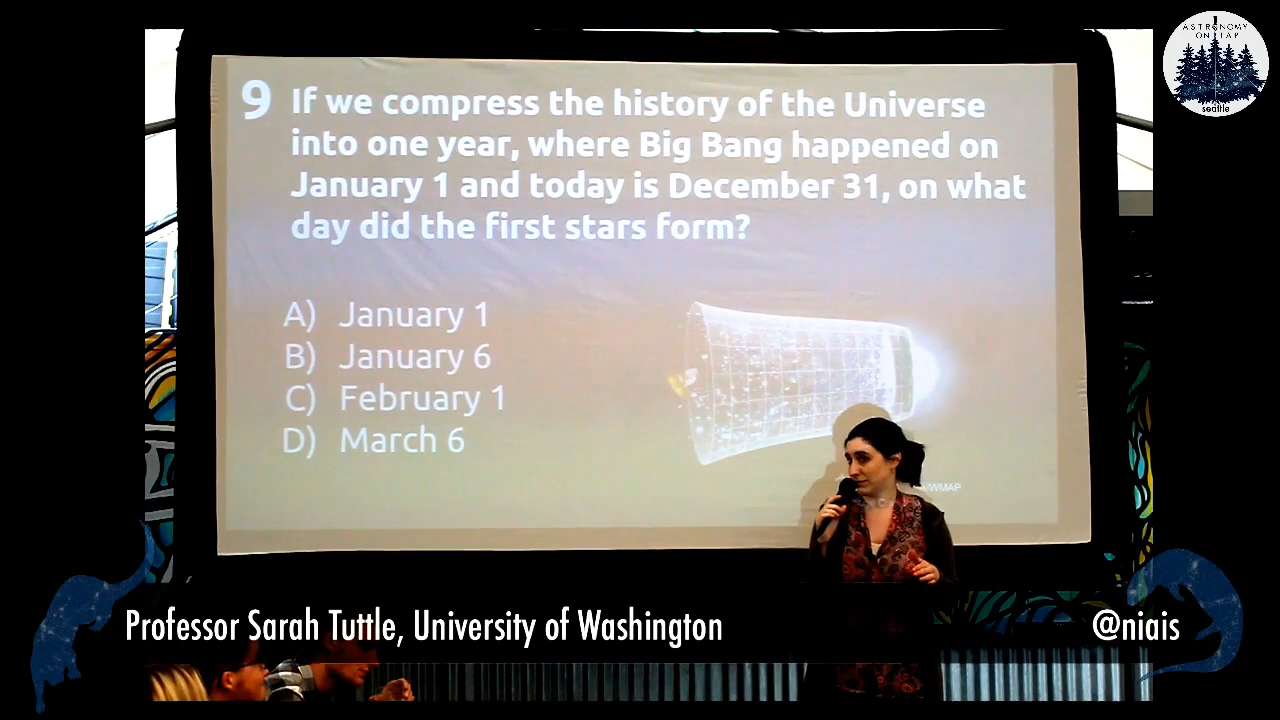 ASTRONOMY
ON TAP
seattle
9 If we compress the history of the Universe
into one year, where Big Bang happened on
January 1 and today is December 31, on what
day did the first stars form?
A) January 1
B) January 6
C) February 1
D) March 6
/WMAP
Professor Sarah Tuttle, University of Washington
@niais